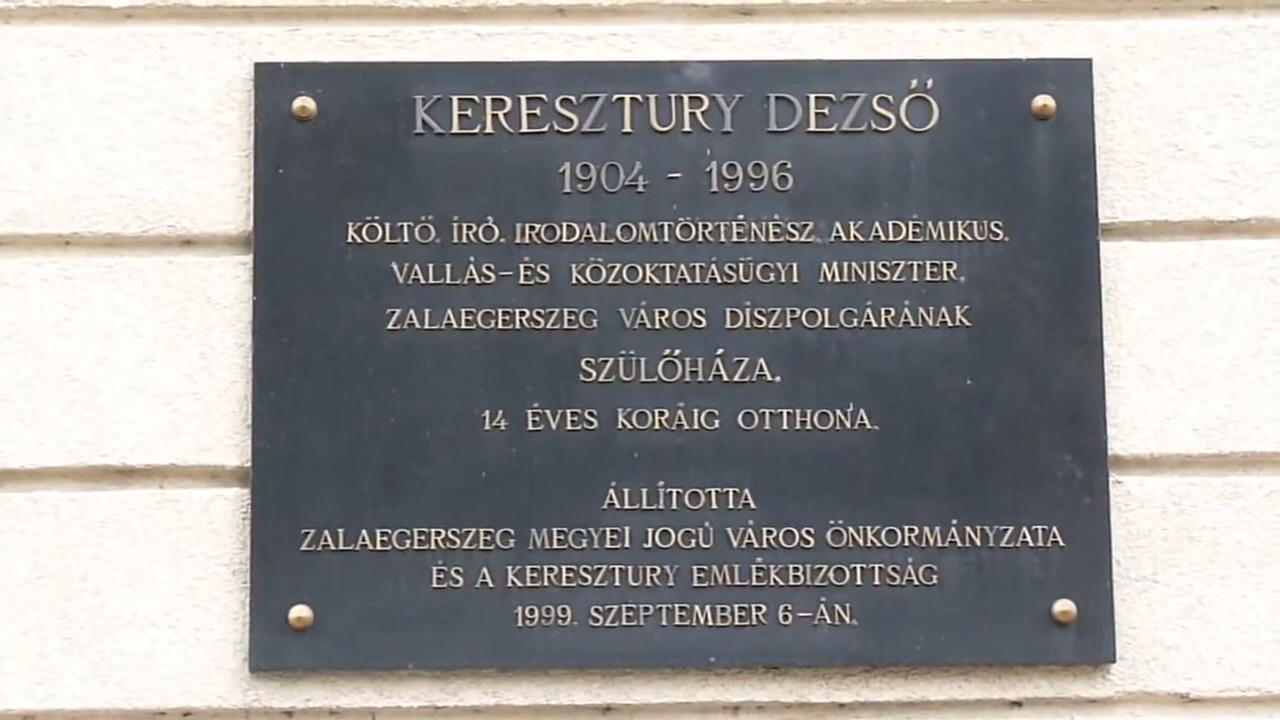 KERESZTURY DEZSŐ
1904 - 1996
KÖLTŐ. ÍRÓ. IRODALOMTÖRTÉNÉSZ. AKADÉMIKUS.
VALLÁS-ÉS KÖZOKTATÁSÜGYI MINISZTER.
ZALAEGERSZEG VÁROS DÍSZPOLGÁRÁNAK
SZÜLŐHÁZA.
14 ÉVES KORÁIG OTTHONA.
ÁLLÍTOTTA
ZALAEGERSZEG MEGYEI JOGÚ VÁROS ÖNKORMÁNYZATA
ÉS A KERESZTURY EMLÉKBIZOTTSÁG
1999. SZEPTEMBER 6-ÁN.